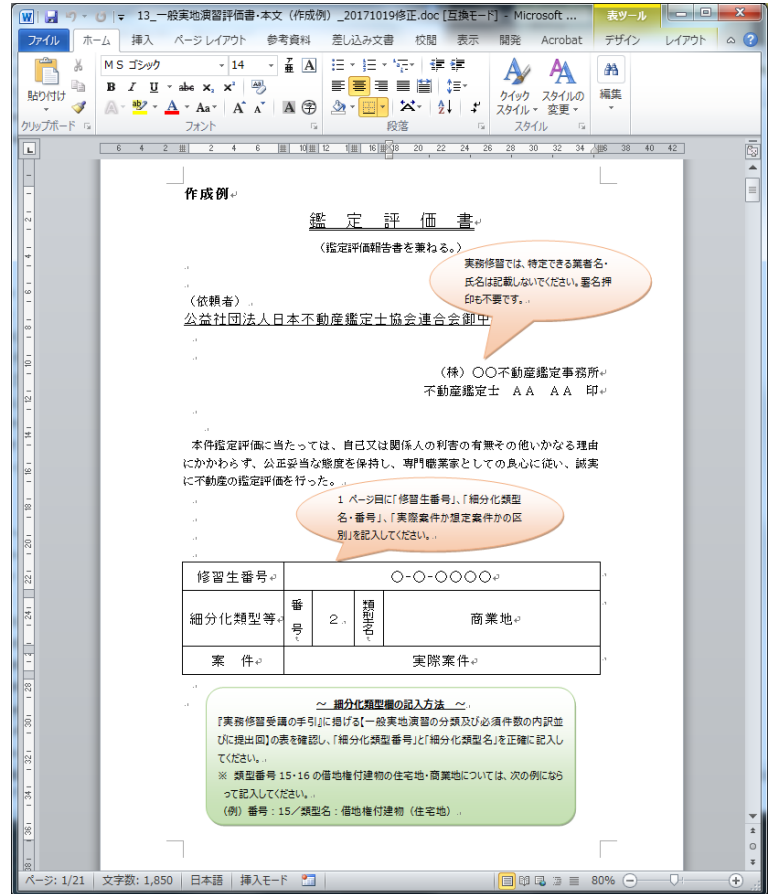 13_一般実地演習評価書・本文（作成例）_20171019修正.doc [互換モード] - Microsoft ...
表ツール
ファイル ホーム 挿入 ページ レイアウト 参考資料 差し込み文書 校閲 表示 開発 Acrobat デザイン レイアウト
ＭＳ ゴシック 14
貼り付け
クイック スタイル
スタイルの 変更
編集
クリップボード フォント 段落 スタイル
6 4 2 2 4 6 10 12 16 20 22 24 26 28 30 32 34 38 40 42
作成例
鑑 定 評 価 書
（鑑定評価報告書を兼ねる。）
実務修習では、特定できる業者名・
氏名は記載しないでください。署名押
印も不要です。
（依頼者）
公益社団法人日本不動産鑑定士協会連合会御中
（株）○○不動産鑑定事務所
不動産鑑定士 ＡＡ ＡＡ 印
本件鑑定評価に当たっては、自己又は関係人の利害の有無その他いかなる理由
にかかわらず、公正妥当な態度を保持し、専門職業家としての良心に従い、誠実
に不動産の鑑定評価を行った。
１ ページ目に「修習生番号」、「細分化類型
名・番号」、「実際案件か想定案件かの区
別」を記入してください。
修習生番号 ○-○-○○○○
細分化類型等 番号 ２ 類型名 商業地
案 件 実際案件
～ 細分化類型欄の記入方法 ～
『実務修習受講の手引』に掲げる【一般実地演習の分類及び必須件数の内訳並
びに提出回】の表を確認し、「細分化類型番号」と「細分化類型名」を正確に記入し
てください。
※ 類型番号 15・16 の借地権付建物の住宅地・商業地については、次の例になら
って記入してください。
（例）番号：15／類型名：借地権付建物（住宅地）
ページ: 1/21 文字数: 1,850 日本語 挿入モード 80%